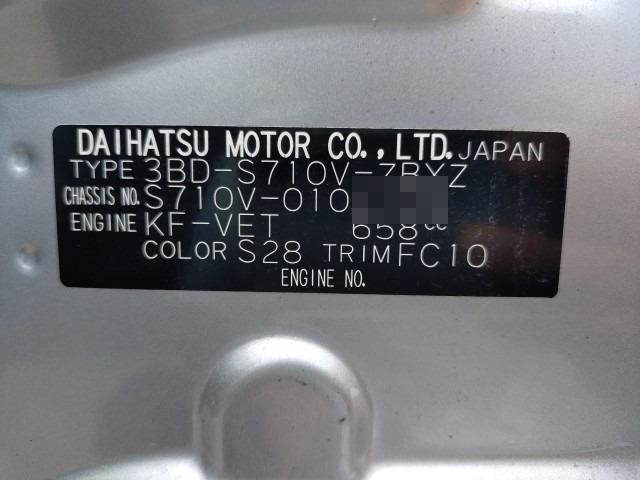 DAIHATSU MOTOR CO., LTD. JAPAN
TYPE 3BD-S710V-ZBXZ
CHASSIS NO. S710V-010
ENGINE KF-VET 658cc
COLOR S28 TRIM FC10
ENGINE NO.